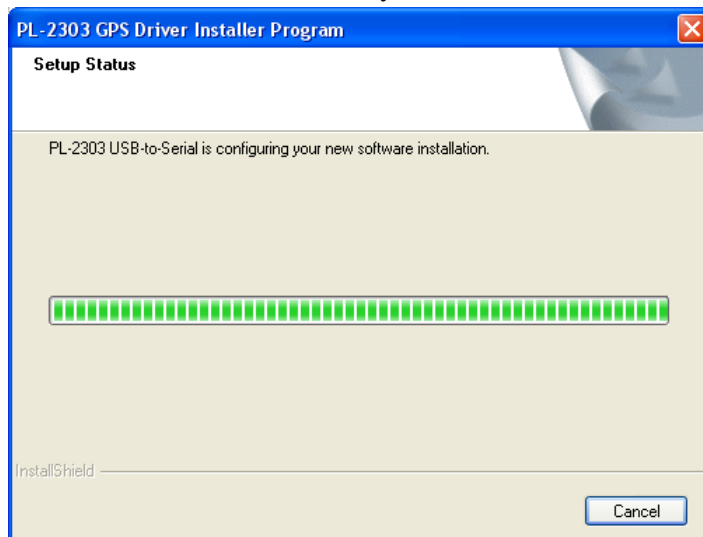 PL-2303 GPS Driver Installer Program
Setup Status
PL-2303 USB-to-Serial is configuring your new software installation.
InstallShield
Cancel